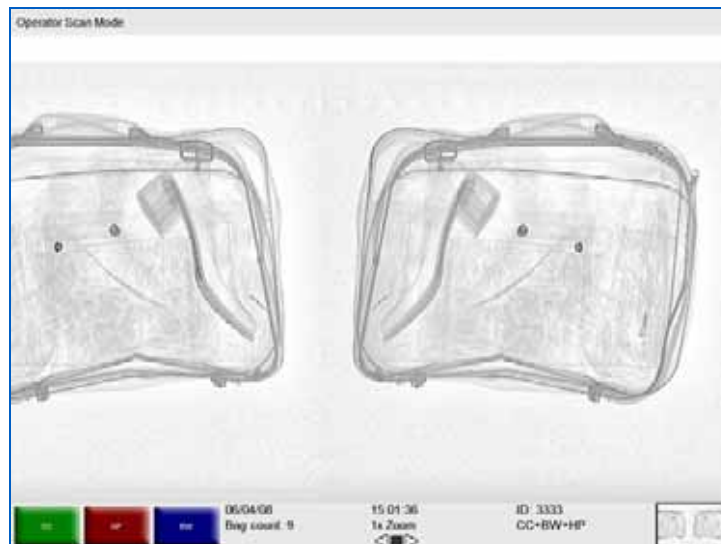 Operator Scan Mode
06/04/08
Bag count: 9
15:01:36
1x Zoom
ID: 3333
CC+BW+HP
HP
BW